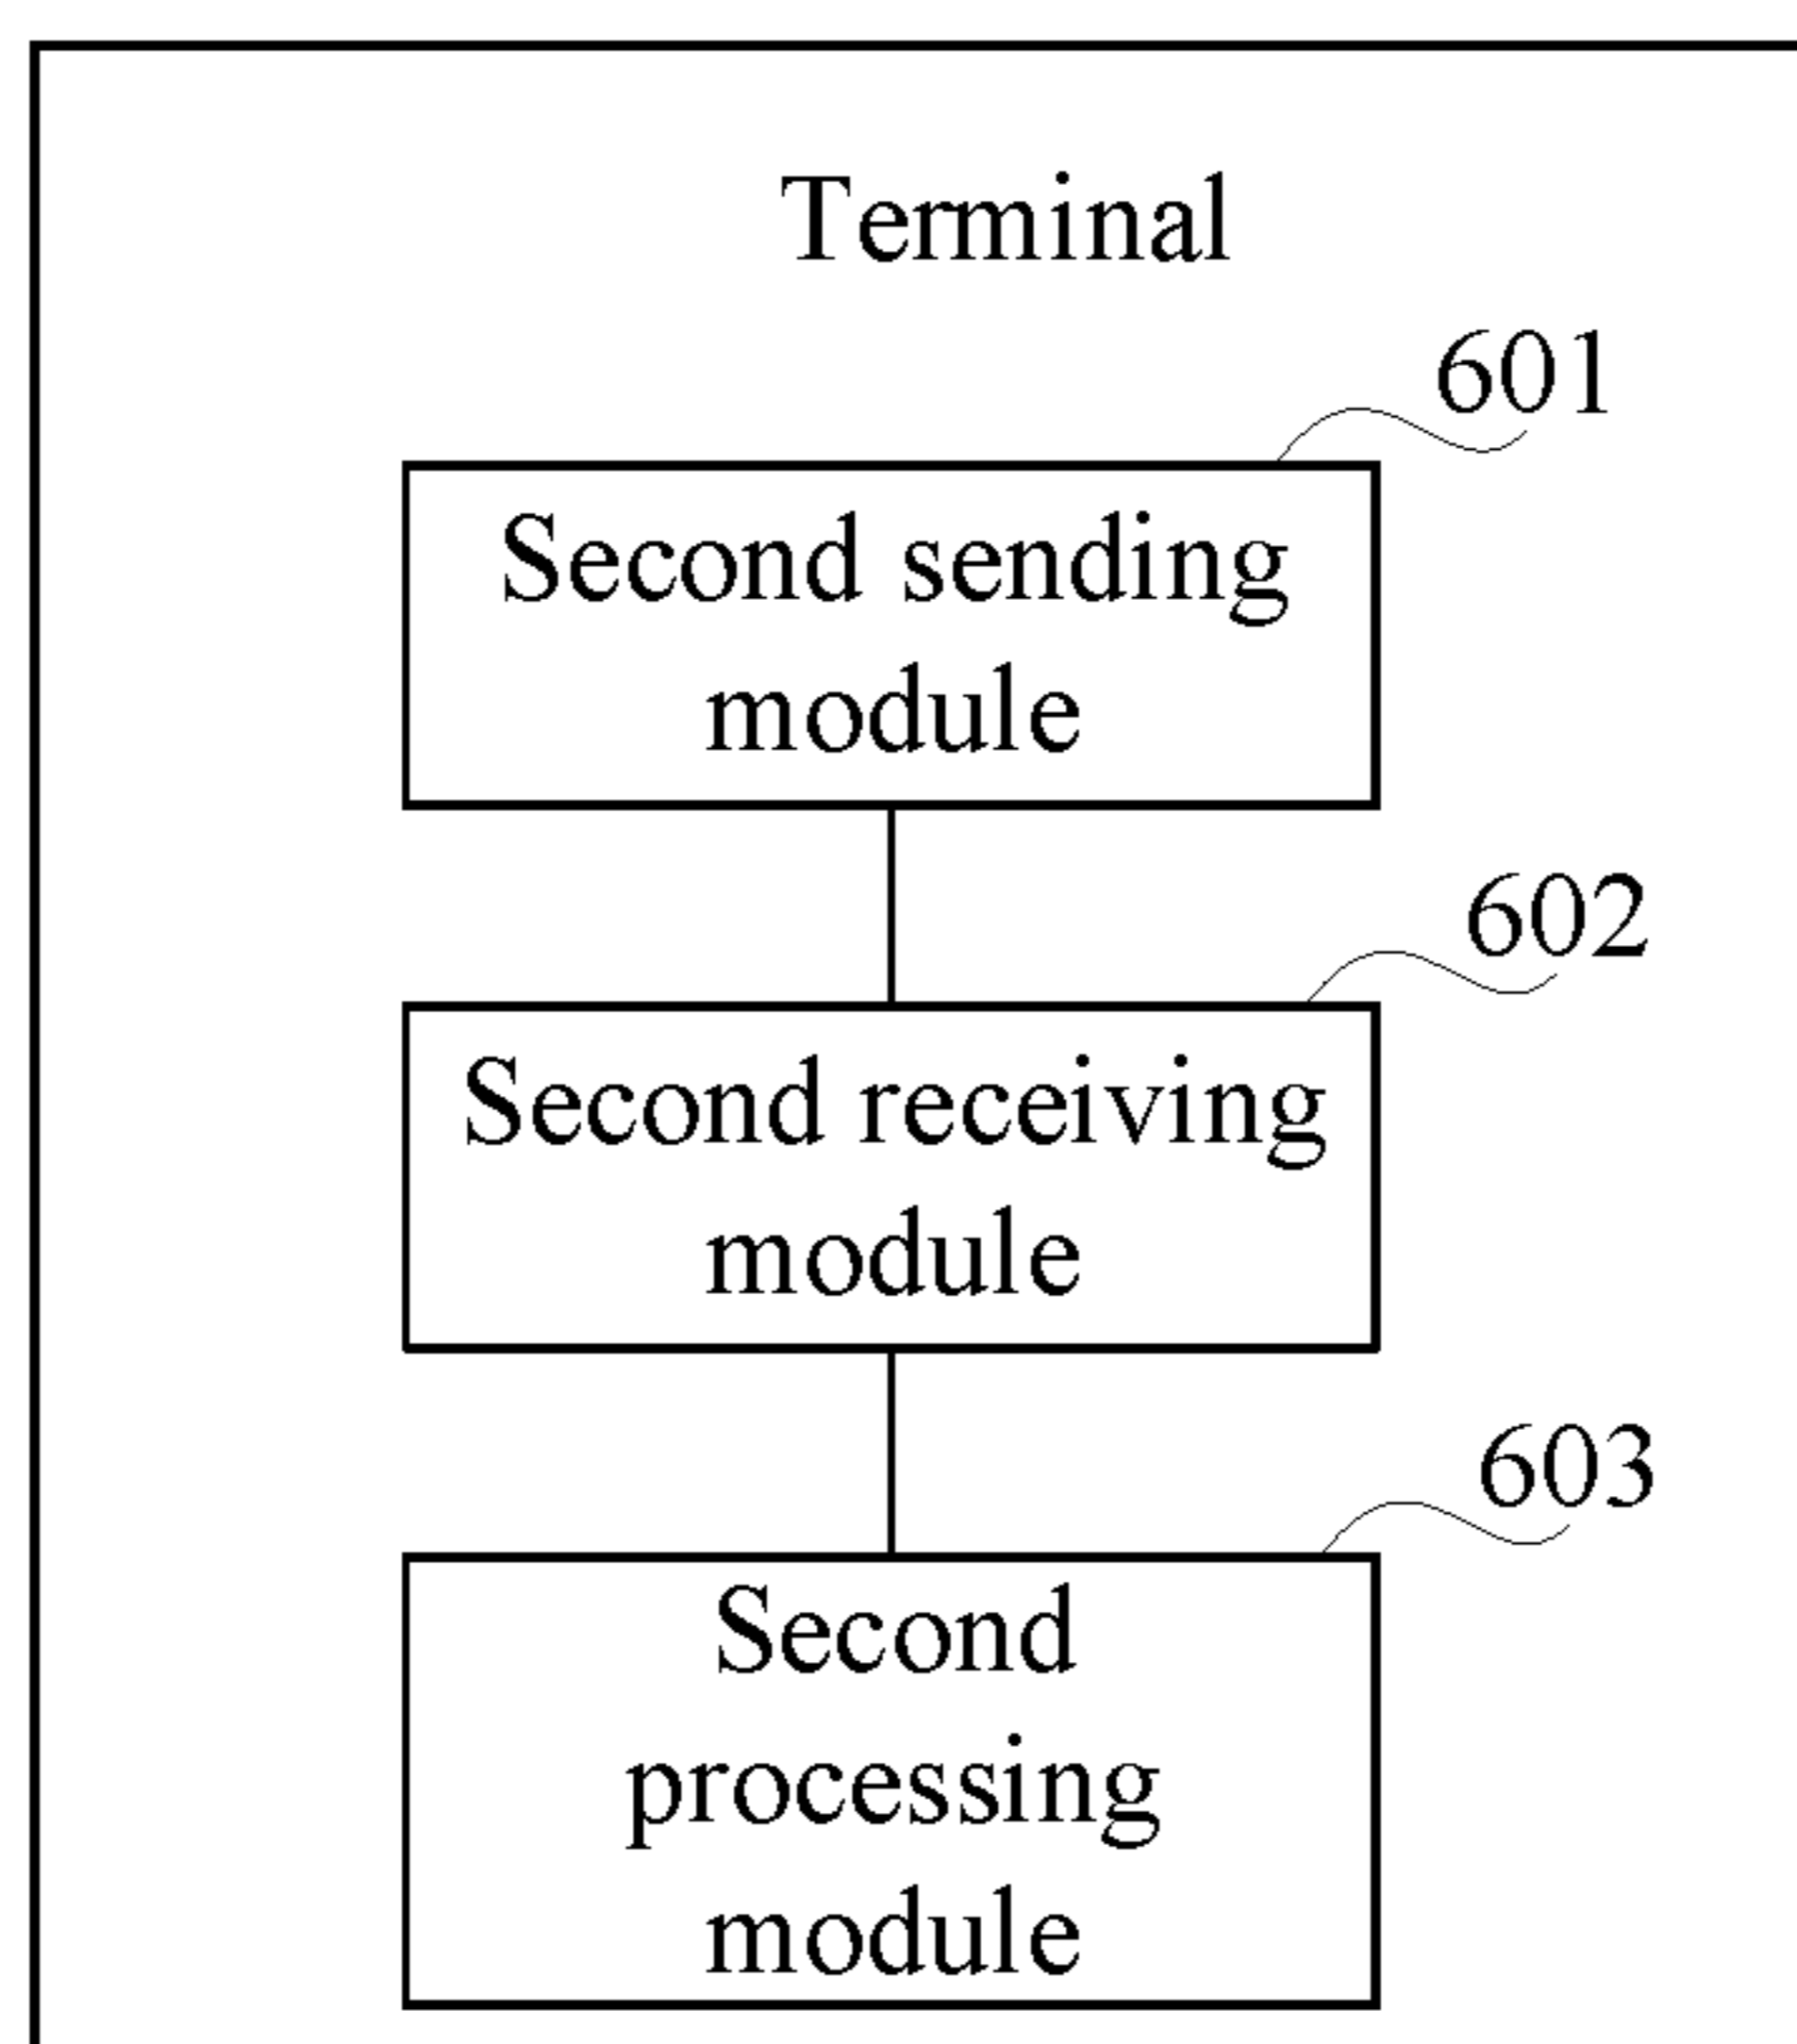 Terminal
601
Second sending
module
602
Second receiving
module
603
Second
processing
module